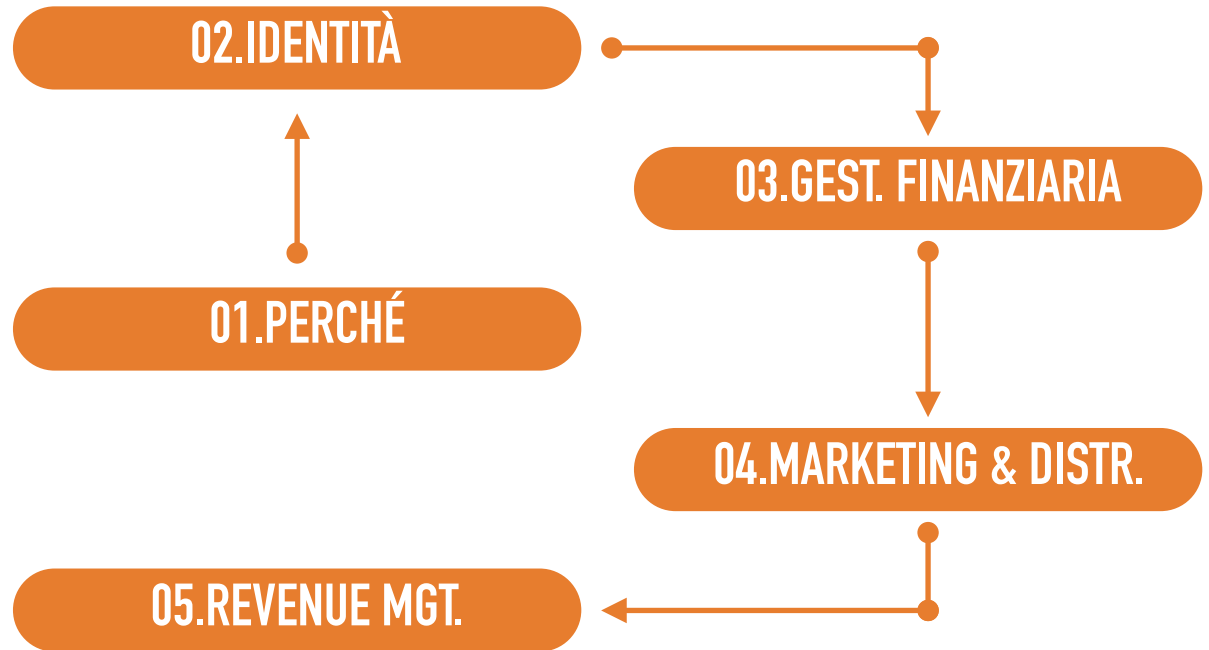 02.IDENTITÀ
03.GEST. FINANZIARIA
01.PERCHÉ
04.MARKETING & DISTR.
05.REVENUE MGT.